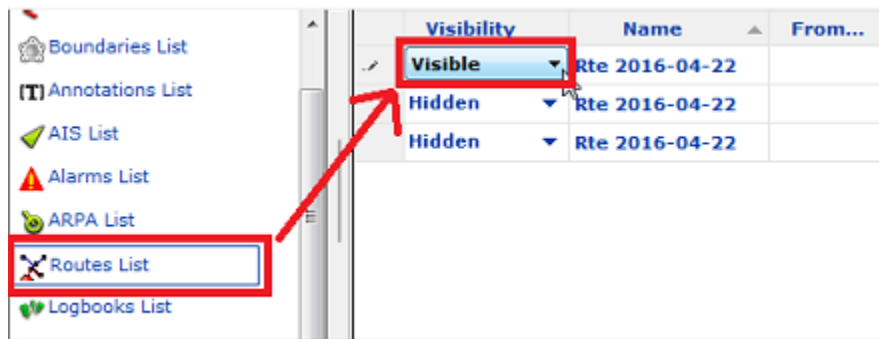 Boundaries List
[T] Annotations List
AIS List
Alarms List
ARPA List
Routes List
Logbooks List
Visibility Name From...
Visible Rte 2016-04-22
Hidden Rte 2016-04-22
Hidden Rte 2016-04-22